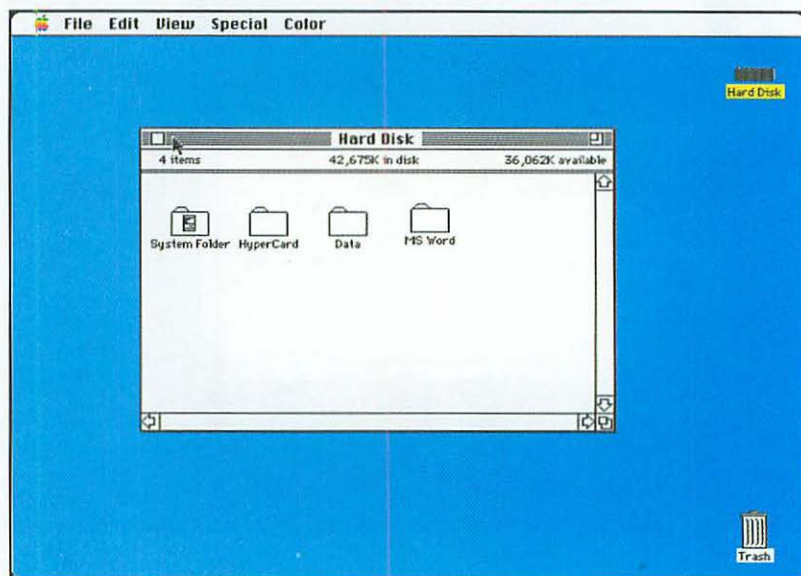 File Edit View Special Color
Hard Disk
Hard Disk
4 items 42,675K in disk 36,062K available
System Folder HyperCard Data MS Word
Trash